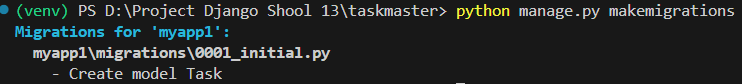 (venv) PS D:\Project Django Shool 13\taskmaster> python manage.py makemigrations
Migrations for 'myapp1':
myapp1\migrations\0001_initial.py
- Create model Task